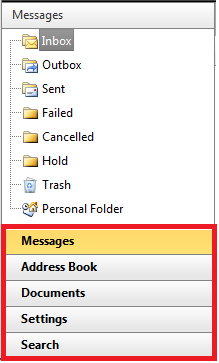 Messages
Inbox
Outbox
Sent
Failed
Cancelled
Hold
Trash
Personal Folder
Messages
Address Book
Documents
Settings
Search